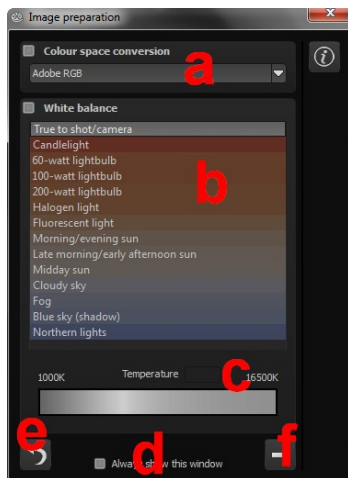 Image preparation
Colour space conversion
a
Adobe RGB
White balance
True to shot/camera
Candlelight
60-watt lightbulb
100-watt lightbulb
b
200-watt lightbulb
Halogen light
Fluorescent light
Morning/evening sun
Late morning/early afternoon sun
Midday sun
Cloudy sky
Fog
Blue sky (shadow)
Northern lights
1000K Temperature c 16500K
e d f
Always show this window